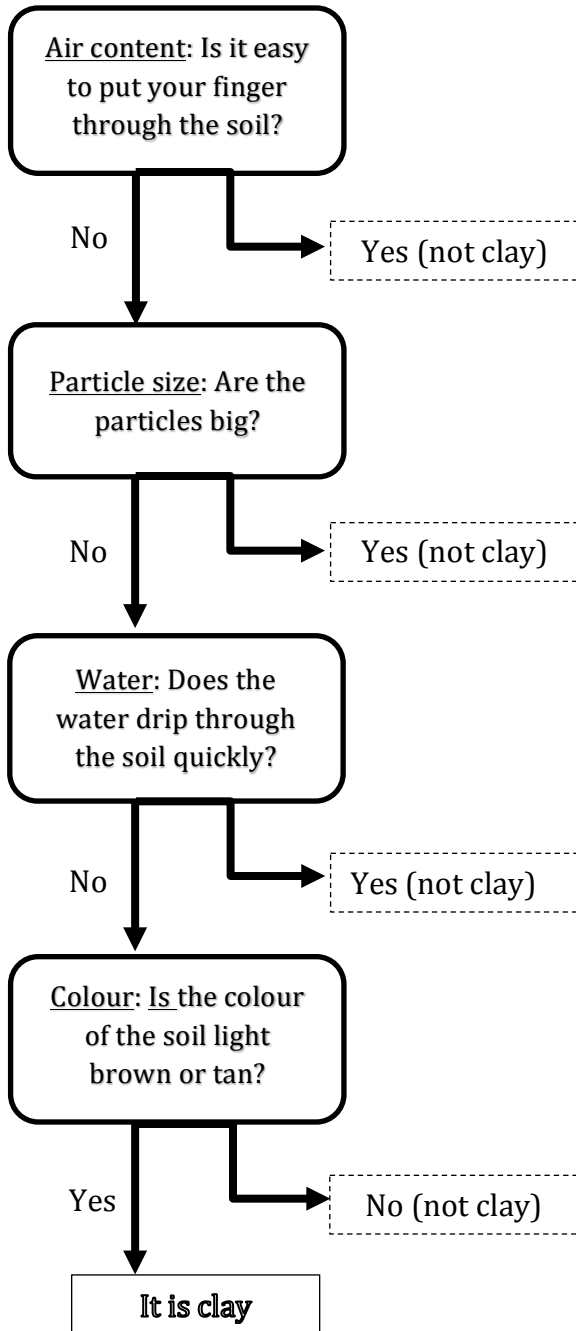 Air content: Is it easy
to put your finger
through the soil?
No
Yes (not clay)
Particle size: Are the
particles big?
No
Yes (not clay)
Water: Does the
water drip through
the soil quickly?
No
Yes (not clay)
Colour: Is the colour
of the soil light
brown or tan?
Yes
No (not clay)
It is clay